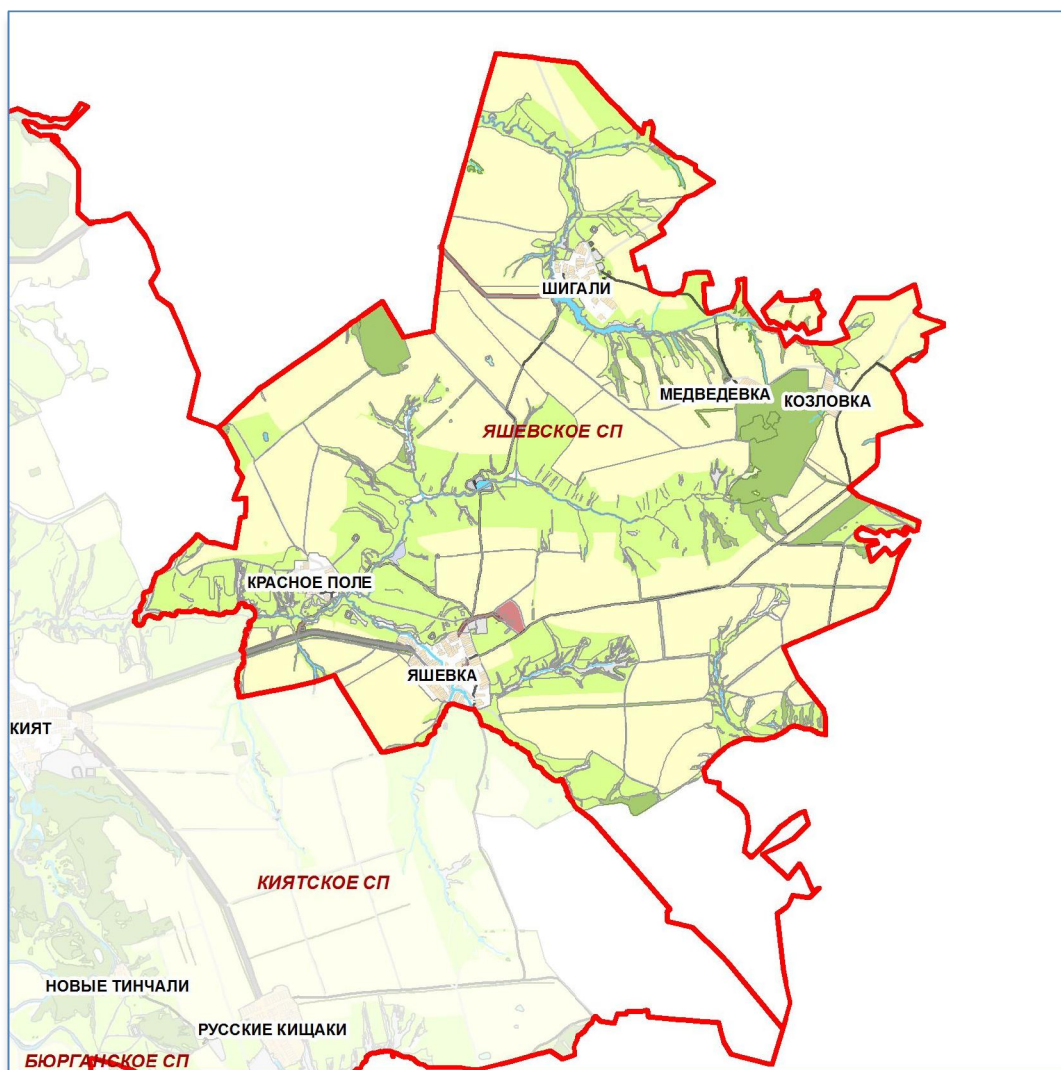 ШИГАЛИ
МЕДВЕДЕВКА
КОЗЛОВКА
ЯШЕВСКОЕ СП
КРАСНОЕ ПОЛЕ
ЯШЕВКА
КИЯТ
КИЯТСКОЕ СП
НОВЫЕ ТИНЧАЛИ
РУССКИЕ КИЩАКИ
БЮРГАНСКОЕ СП